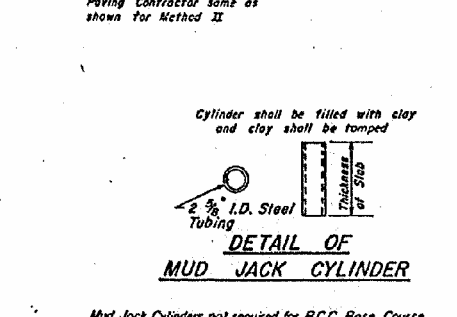 Paving Contractor same as
shown for Method II
Cylinder shall be filled with clay
and clay shall be tamped
2 5/8" I.D. Steel
Tubing
Thickness
of Slab
DETAIL OF
MUD JACK CYLINDER
Mud Jack Cylinders not required for P.C.C. Base Course